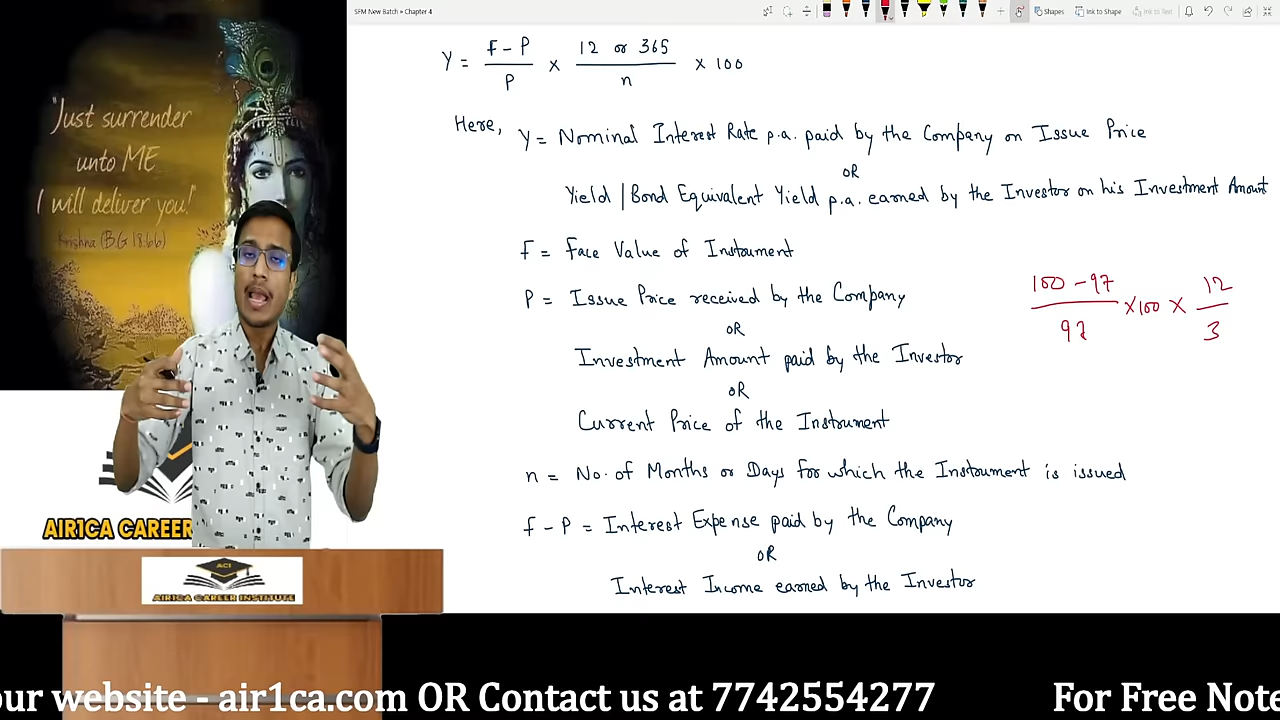 SFM New Batch » Chapter 4
Shapes
Ink to Shape
Ink to Text
Y = F - P / P × 12 or 365 / n × 100
Here, Y = Nominal Interest Rate p.a. paid by the Company on Issue Price
OR
Yield / Bond Equivalent Yield p.a. earned by the Investor on his Investment Amount
F = Face Value of Instrument
P = Issue Price received by the Company
OR
Investment Amount paid by the Investor
OR
Current Price of the Instrument
n = No. of Months or Days for which the Instrument is issued
F - P = Interest Expense paid by the Company
OR
Interest Income earned by the Investor
100 - 97 / 97 × 100 × 12 / 3
"Just surrender
unto ME
I will deliver you!"
Krishna (B.G 18:66)
AIR1CA CAREER
ACI
AIR1CA CAREER INSTITUTE
our website - air1ca.com OR Contact us at 7742554277
For Free Note